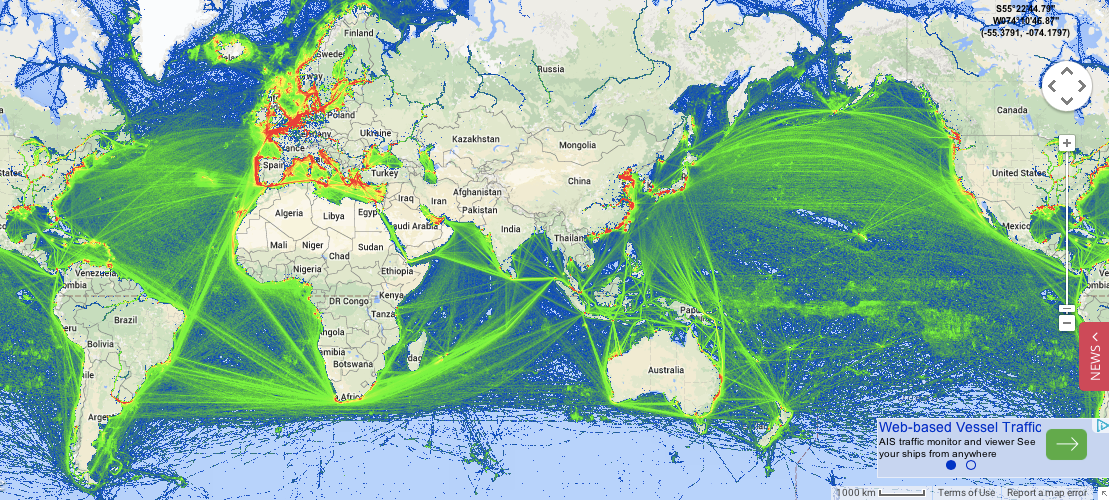 S55°22'44.79"
W074°10'46.87"
(-55.3791, -074.1797)
Finland
Sweden
Russia
Canada
Poland
Ukraine
Kazakhstan
Mongolia
Spain
Turkey
China
United States
Afghanistan
Iraq
Iran
Pakistan
Algeria
Libya
Egypt
India
Mexico
Mali
Niger
Sudan
Thailand
Chad
Nigeria
Ethiopia
Venezuela
DR Congo
Kenya
Brazil
Bolivia
Botswana
Australia
NEWS
Web-based Vessel Traffic
AIS traffic monitor and viewer See
your ships from anywhere
1000 km
Terms of Use
Report a map error